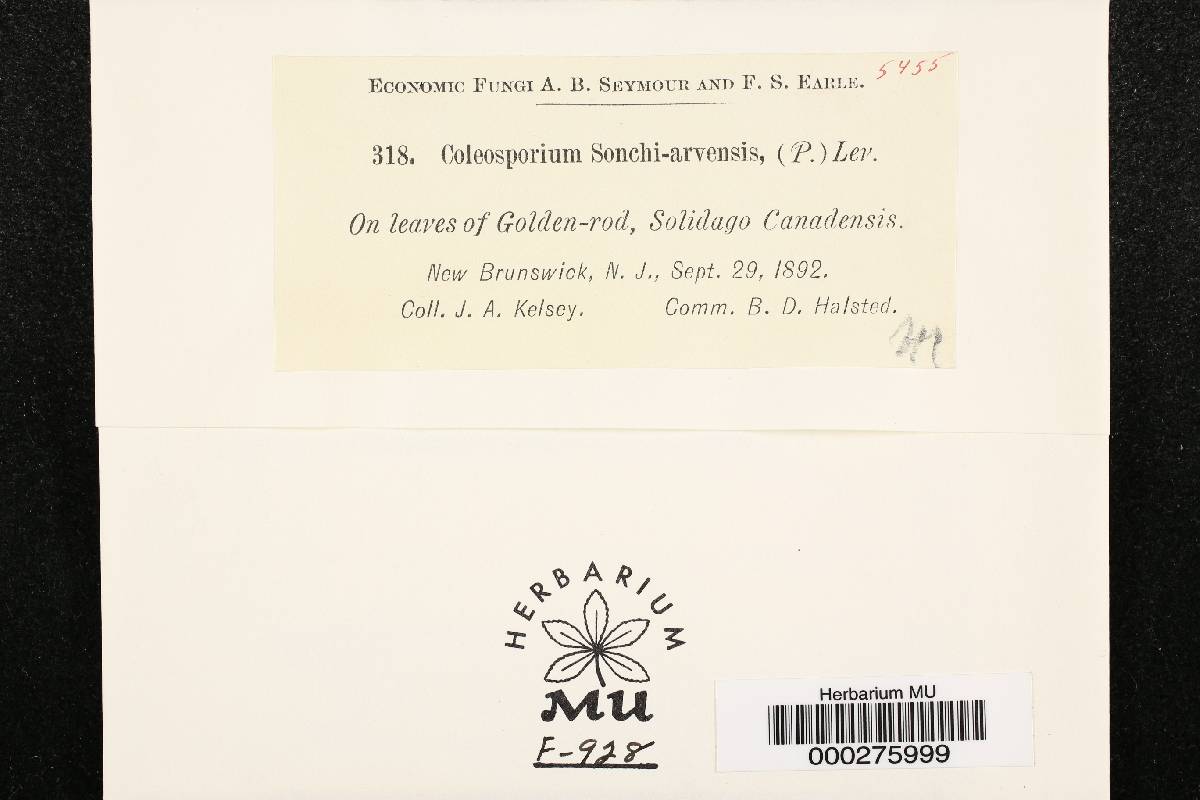 5455
Economic Fungi A. B. Seymour and F. S. Earle.
318. Coleosporium Sonchi-arvensis, (P.) Lev.
On leaves of Golden-rod, Solidago Canadensis.
New Brunswick, N. J., Sept. 29, 1892.
Coll. J. A. Kelsey. Comm. B. D. Halsted.
HERBARIUM
MU
F-928
Herbarium MU
000275999